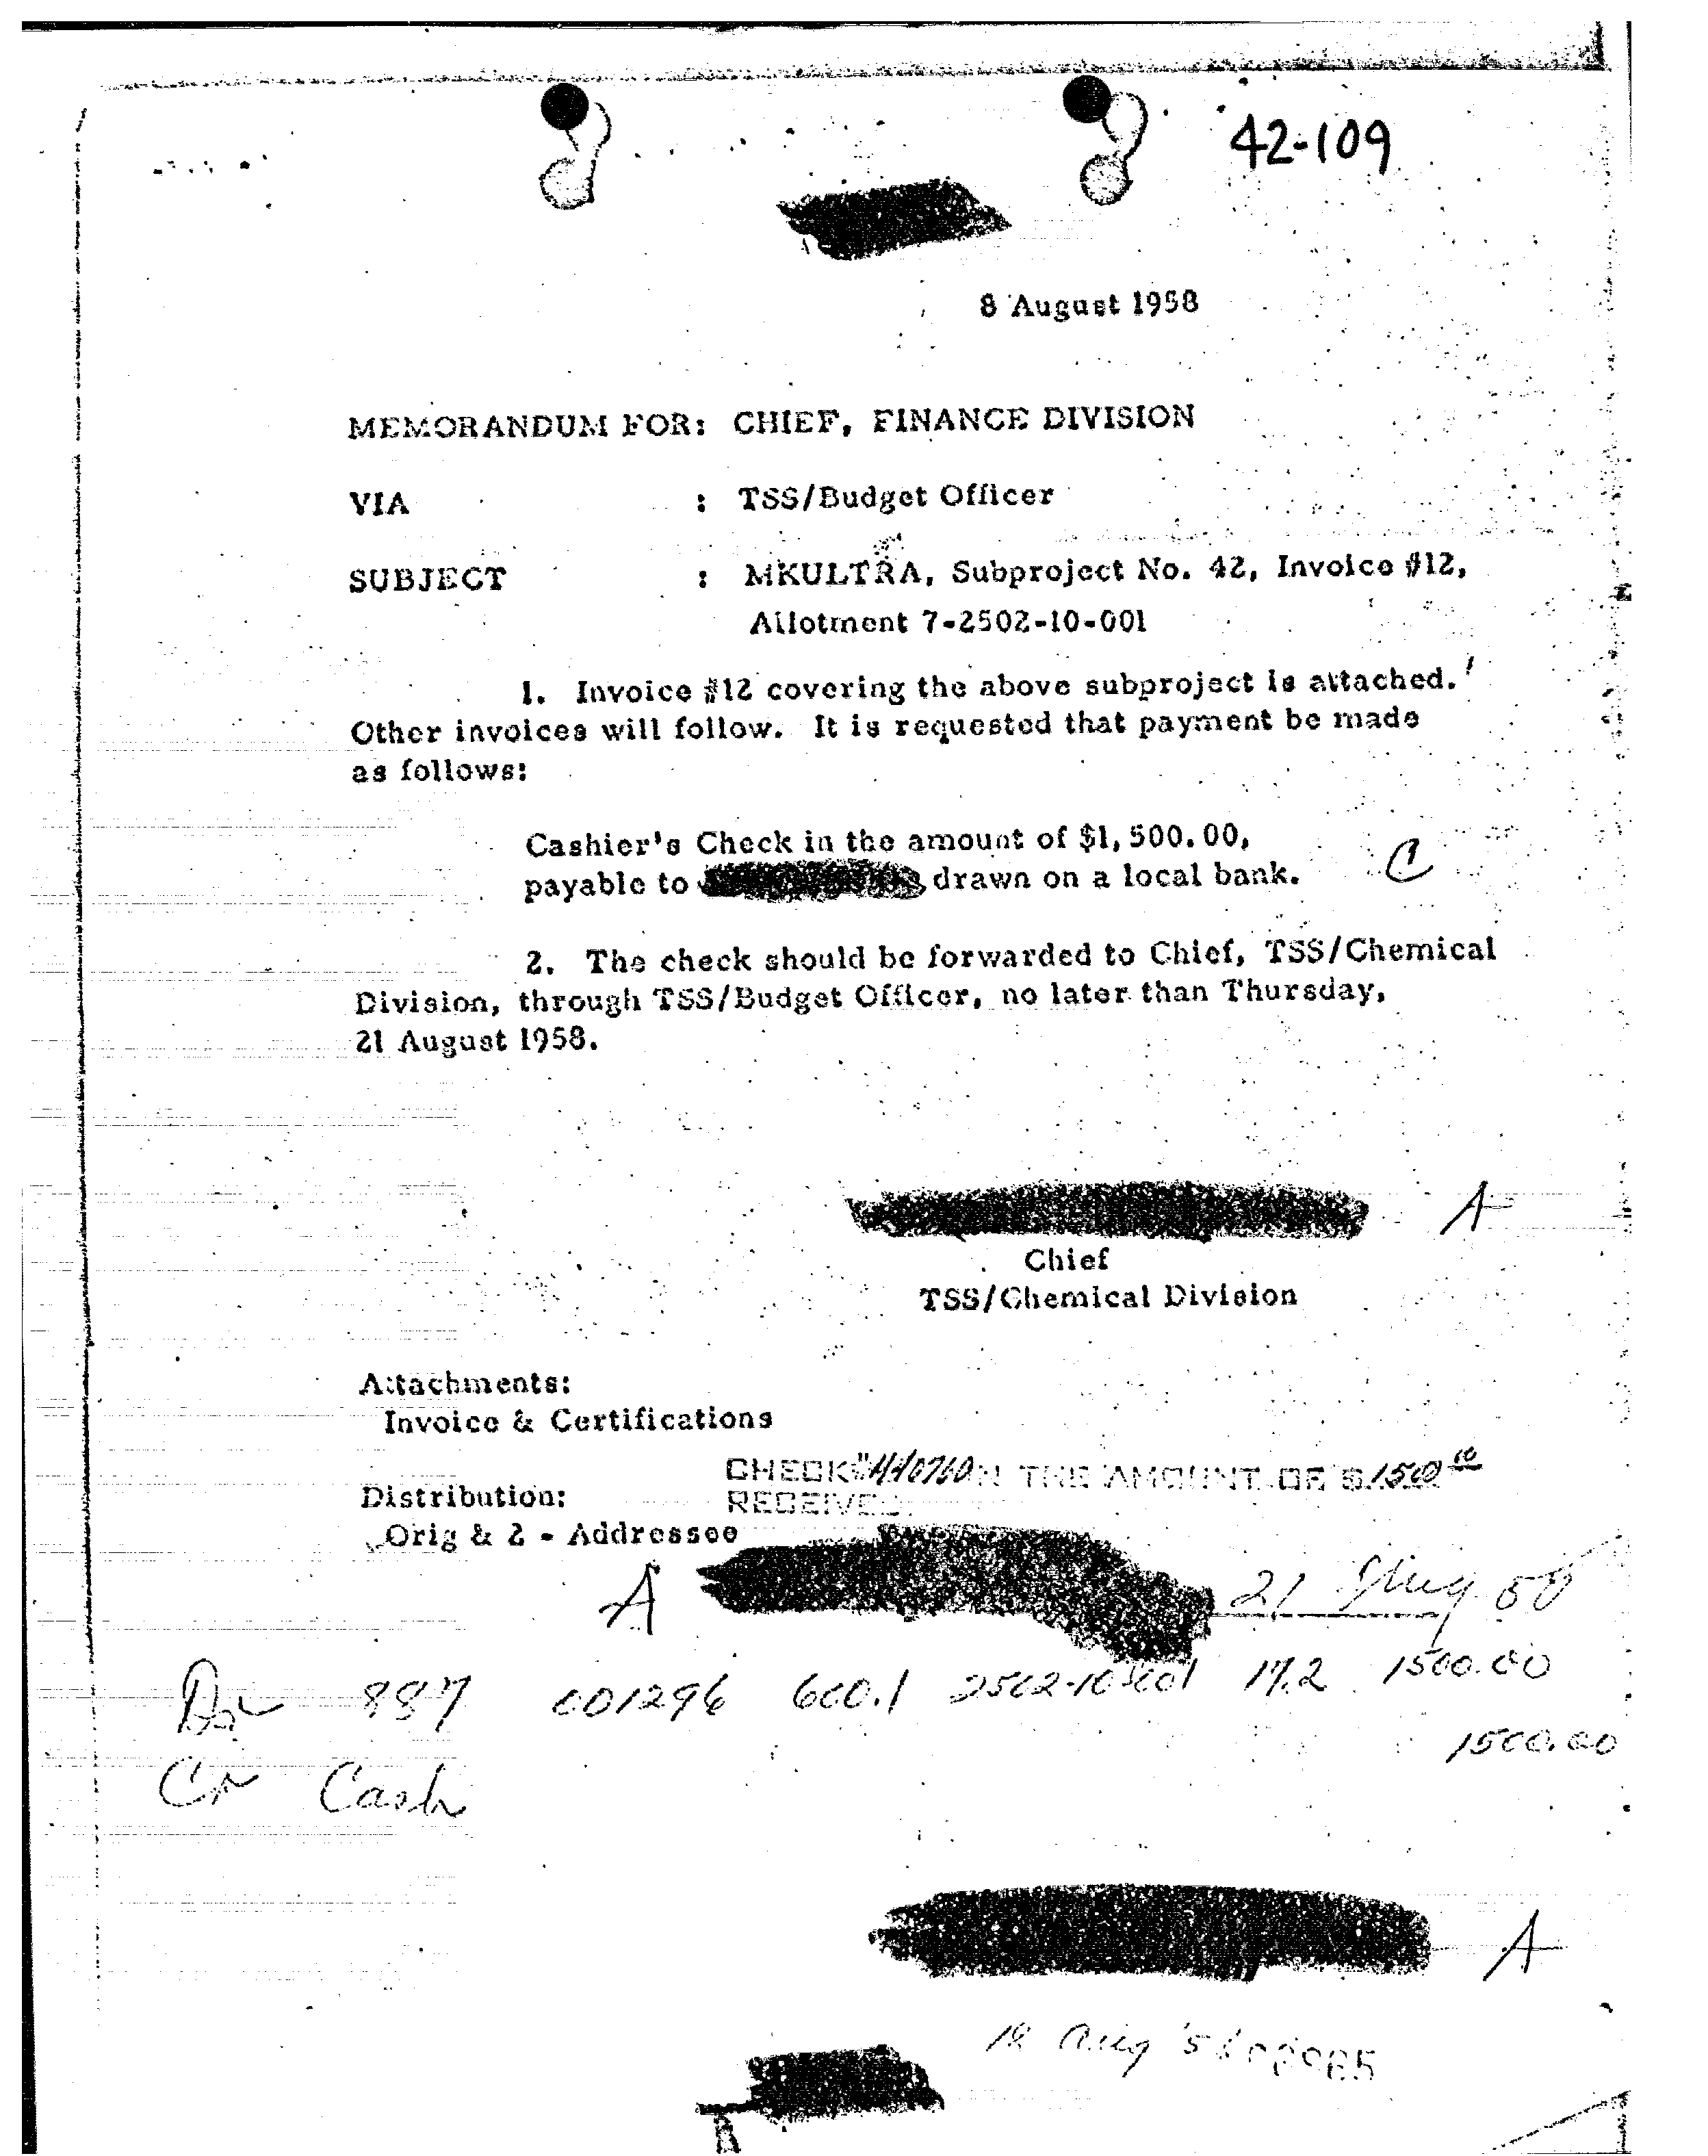 42-109
8 August 1958
MEMORANDUM FOR: CHIEF, FINANCE DIVISION
VIA : TSS/Budget Officer
SUBJECT : MKULTRA, Subproject No. 42, Invoice #12,
Allotment 7-2502-10-001
1. Invoice #12 covering the above subproject is attached.
Other invoices will follow. It is requested that payment be made
as follows:
Cashier's Check in the amount of $1,500.00,
payable to drawn on a local bank.
C
2. The check should be forwarded to Chief, TSS/Chemical
Division, through TSS/Budget Officer, no later than Thursday,
21 August 1958.
A
Chief
TSS/Chemical Division
Attachments:
Invoice & Certifications
CHECK IN THE AMOUNT OF $ 1500 00
RECEIVED
Distribution:
Orig & 2 - Addressee
A 21 Aug 58
Dr 887 001296 600.1 2502-10-001 17.2 1500.00
1500.00
Cr Cash
A
18 Aug